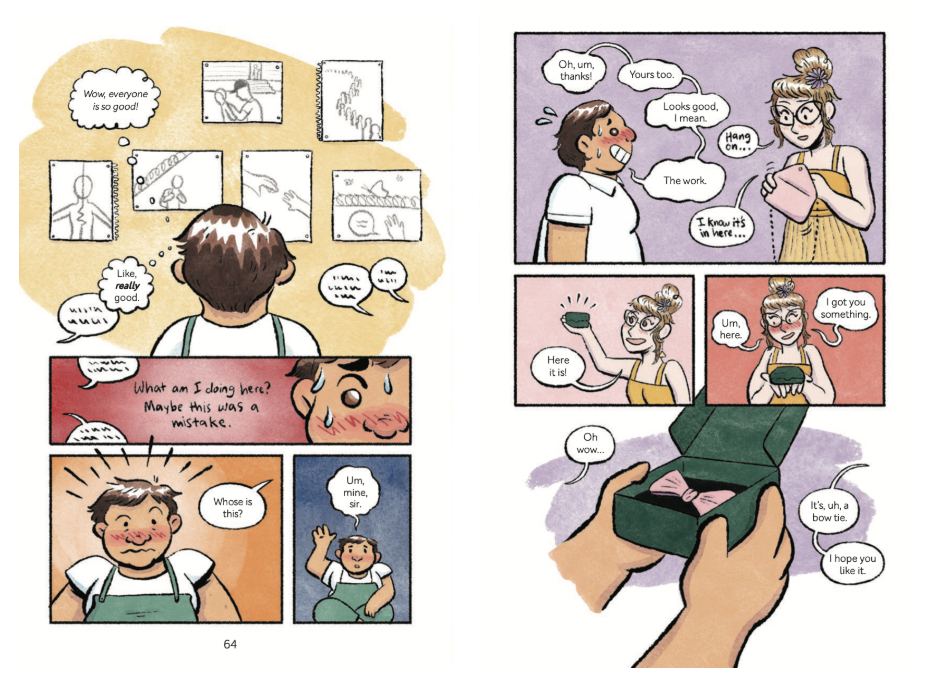 Wow, everyone
is so good!
Like,
really
good.
What am I doing here?
Maybe this was a
mistake.
Whose is
this?
Um,
mine,
sir.
64
Oh, um,
thanks!
Yours too.
Looks good,
I mean.
The work.
Hang
on...
I know it's
in here...
Here
it is!
Um,
here.
I got you
something.
Oh
wow...
It's, uh, a
bow tie.
I hope you
like it.